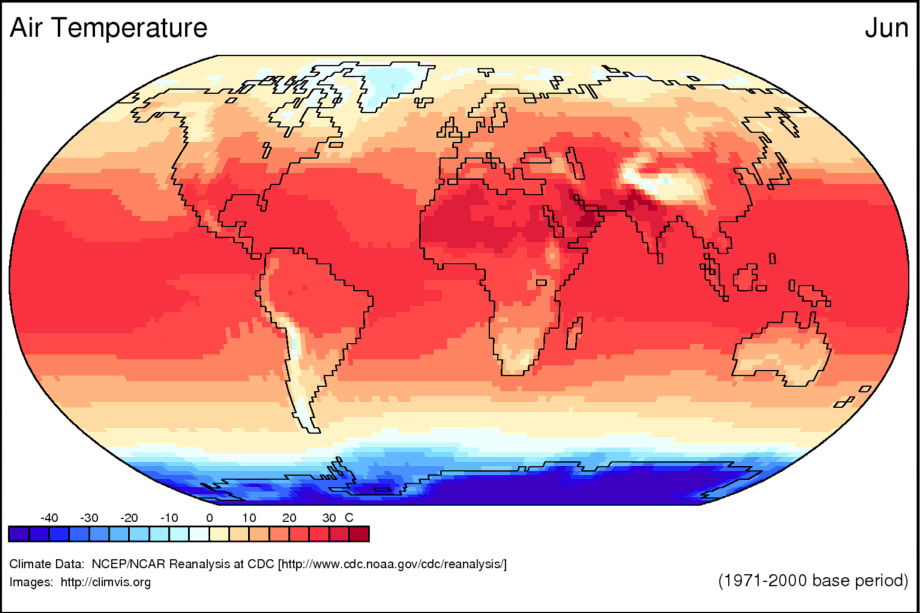 Air Temperature Jun
-40 -30 -20 -10 0 10 20 30 C
Climate Data: NCEP/NCAR Reanalysis at CDC [http://www.cdc.noaa.gov/cdc/reanalysis/]
Images: http://climvis.org (1971-2000 base period)